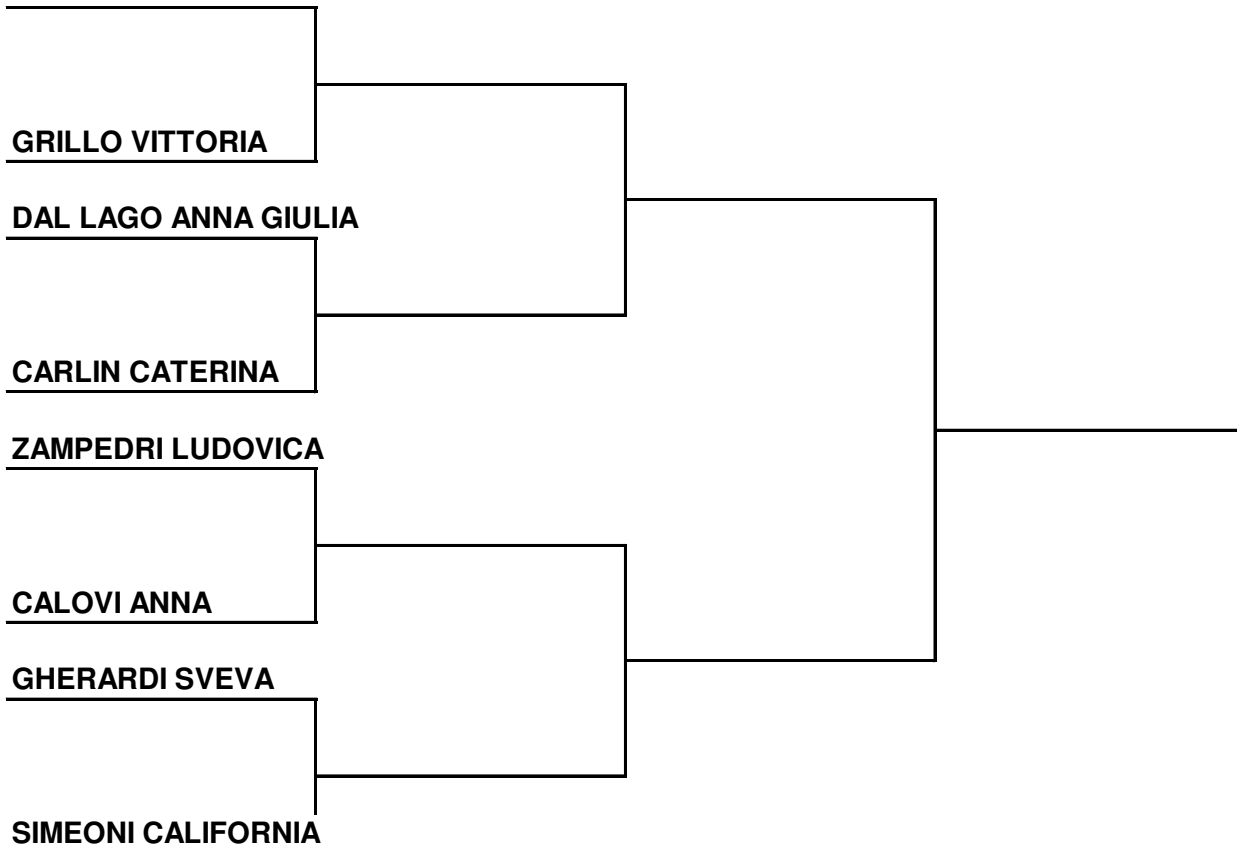 GRILLO VITTORIA
DAL LAGO ANNA GIULIA
CARLIN CATERINA
ZAMPEDRI LUDOVICA
CALOVI ANNA
GHERARDI SVEVA
SIMEONI CALIFORNIA